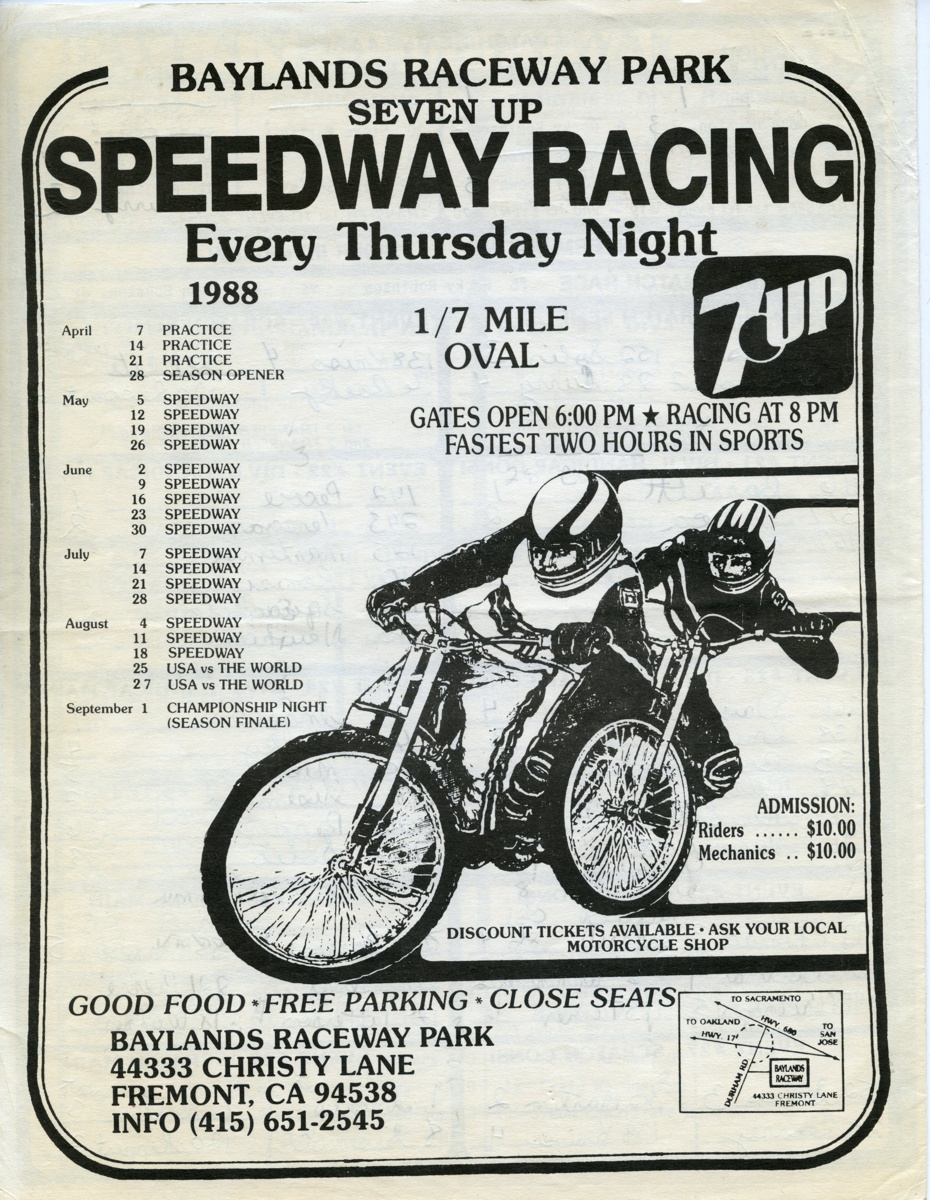 BAYLANDS RACEWAY PARK
SEVEN UP
SPEEDWAY RACING
Every Thursday Night
1988
April 7 PRACTICE
14 PRACTICE
21 PRACTICE
28 SEASON OPENER
May 5 SPEEDWAY
12 SPEEDWAY
19 SPEEDWAY
26 SPEEDWAY
June 2 SPEEDWAY
9 SPEEDWAY
16 SPEEDWAY
23 SPEEDWAY
30 SPEEDWAY
July 7 SPEEDWAY
14 SPEEDWAY
21 SPEEDWAY
28 SPEEDWAY
August 4 SPEEDWAY
11 SPEEDWAY
18 SPEEDWAY
25 USA vs THE WORLD
27 USA vs THE WORLD
September 1 CHAMPIONSHIP NIGHT
(SEASON FINALE)
1/7 MILE
OVAL
7UP
GATES OPEN 6:00 PM ★ RACING AT 8 PM
FASTEST TWO HOURS IN SPORTS
ADMISSION:
Riders ...... $10.00
Mechanics .. $10.00
DISCOUNT TICKETS AVAILABLE • ASK YOUR LOCAL
MOTORCYCLE SHOP
GOOD FOOD * FREE PARKING * CLOSE SEATS
BAYLANDS RACEWAY PARK
44333 CHRISTY LANE
FREMONT, CA 94538
INFO (415) 651-2545
TO SACRAMENTO
TO OAKLAND
HWY 680
HWY. 17
TO
SAN
JOSE
DURHAM RD
BAYLANDS
RACEWAY
44333 CHRISTY LANE
FREMONT